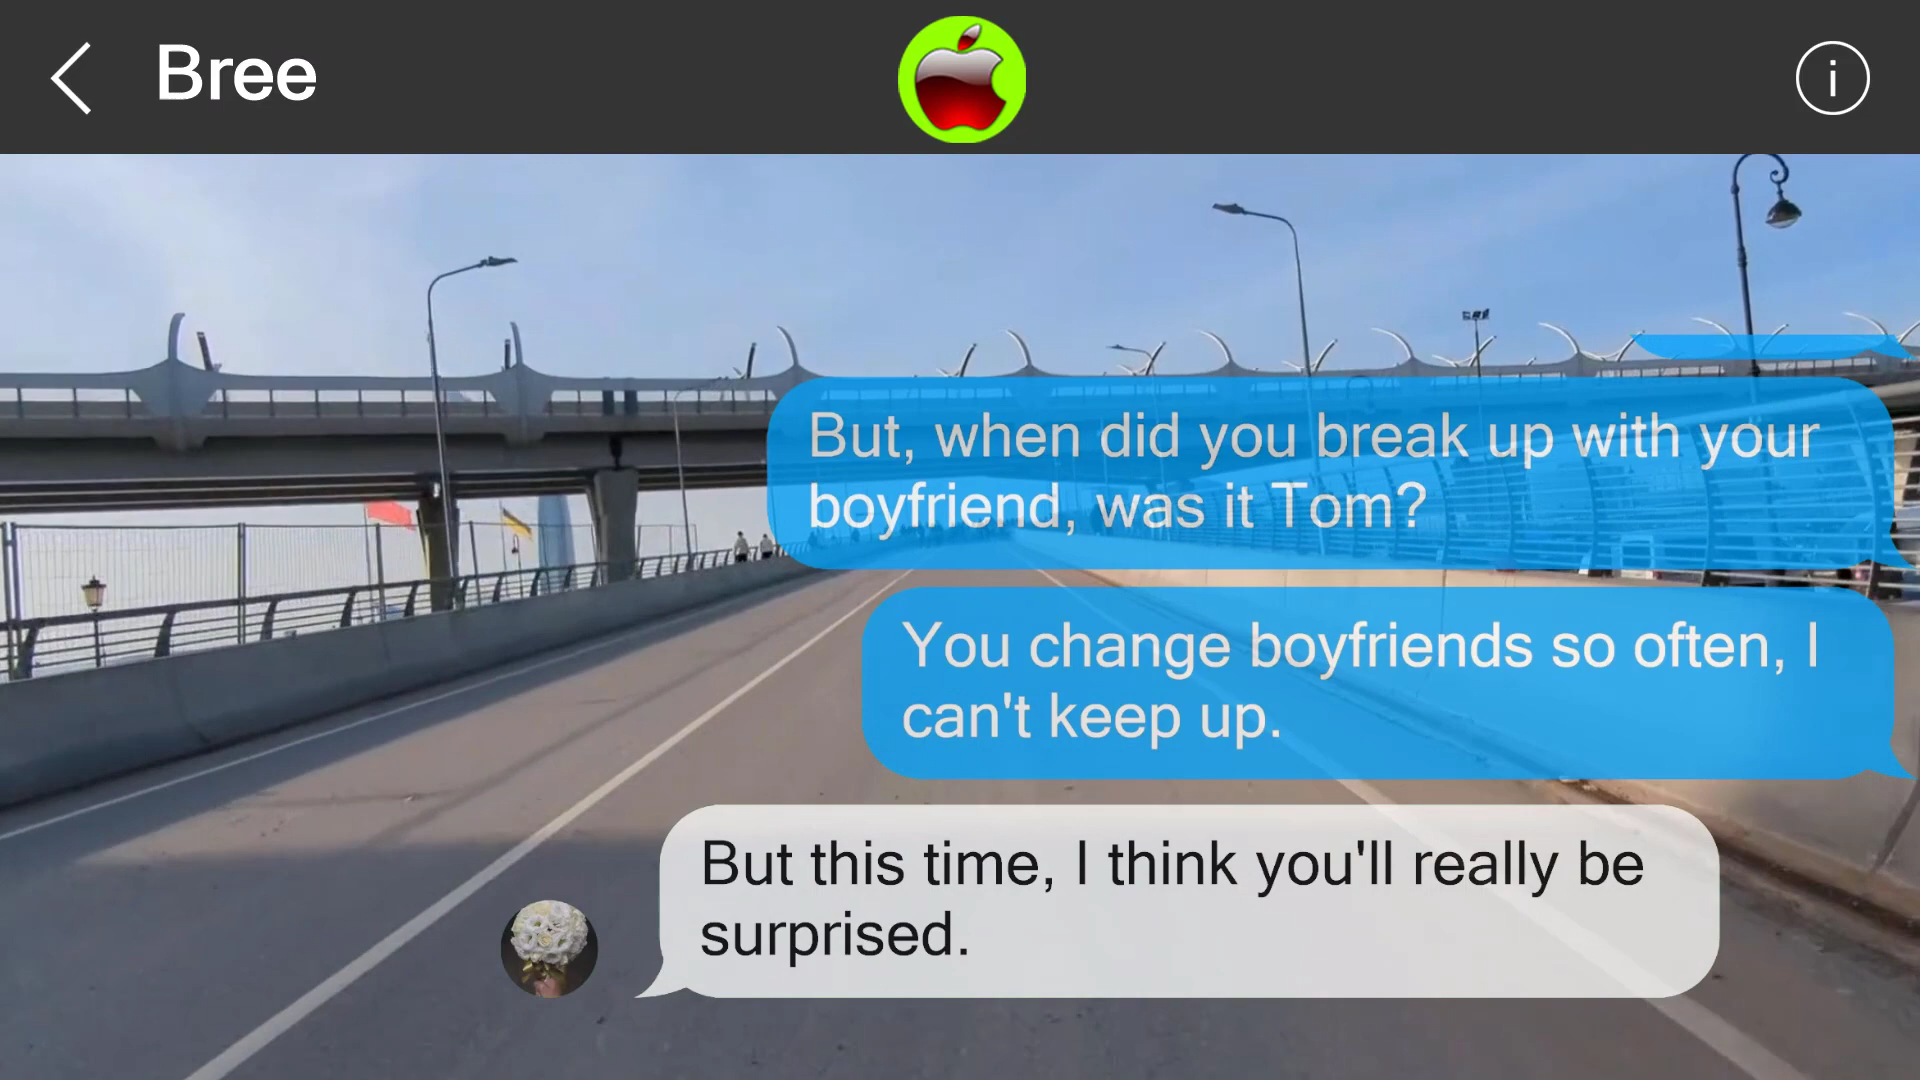 Bree
But, when did you break up with your
boyfriend, was it Tom?
You change boyfriends so often, I
can't keep up.
But this time, I think you'll really be
surprised.